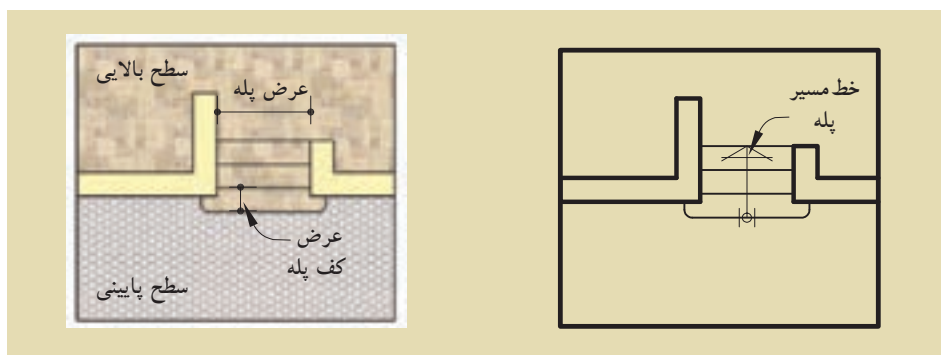 سطح بالایی
عرض پله
عرض
کف پله
سطح پایینی
خط مسیر
پله